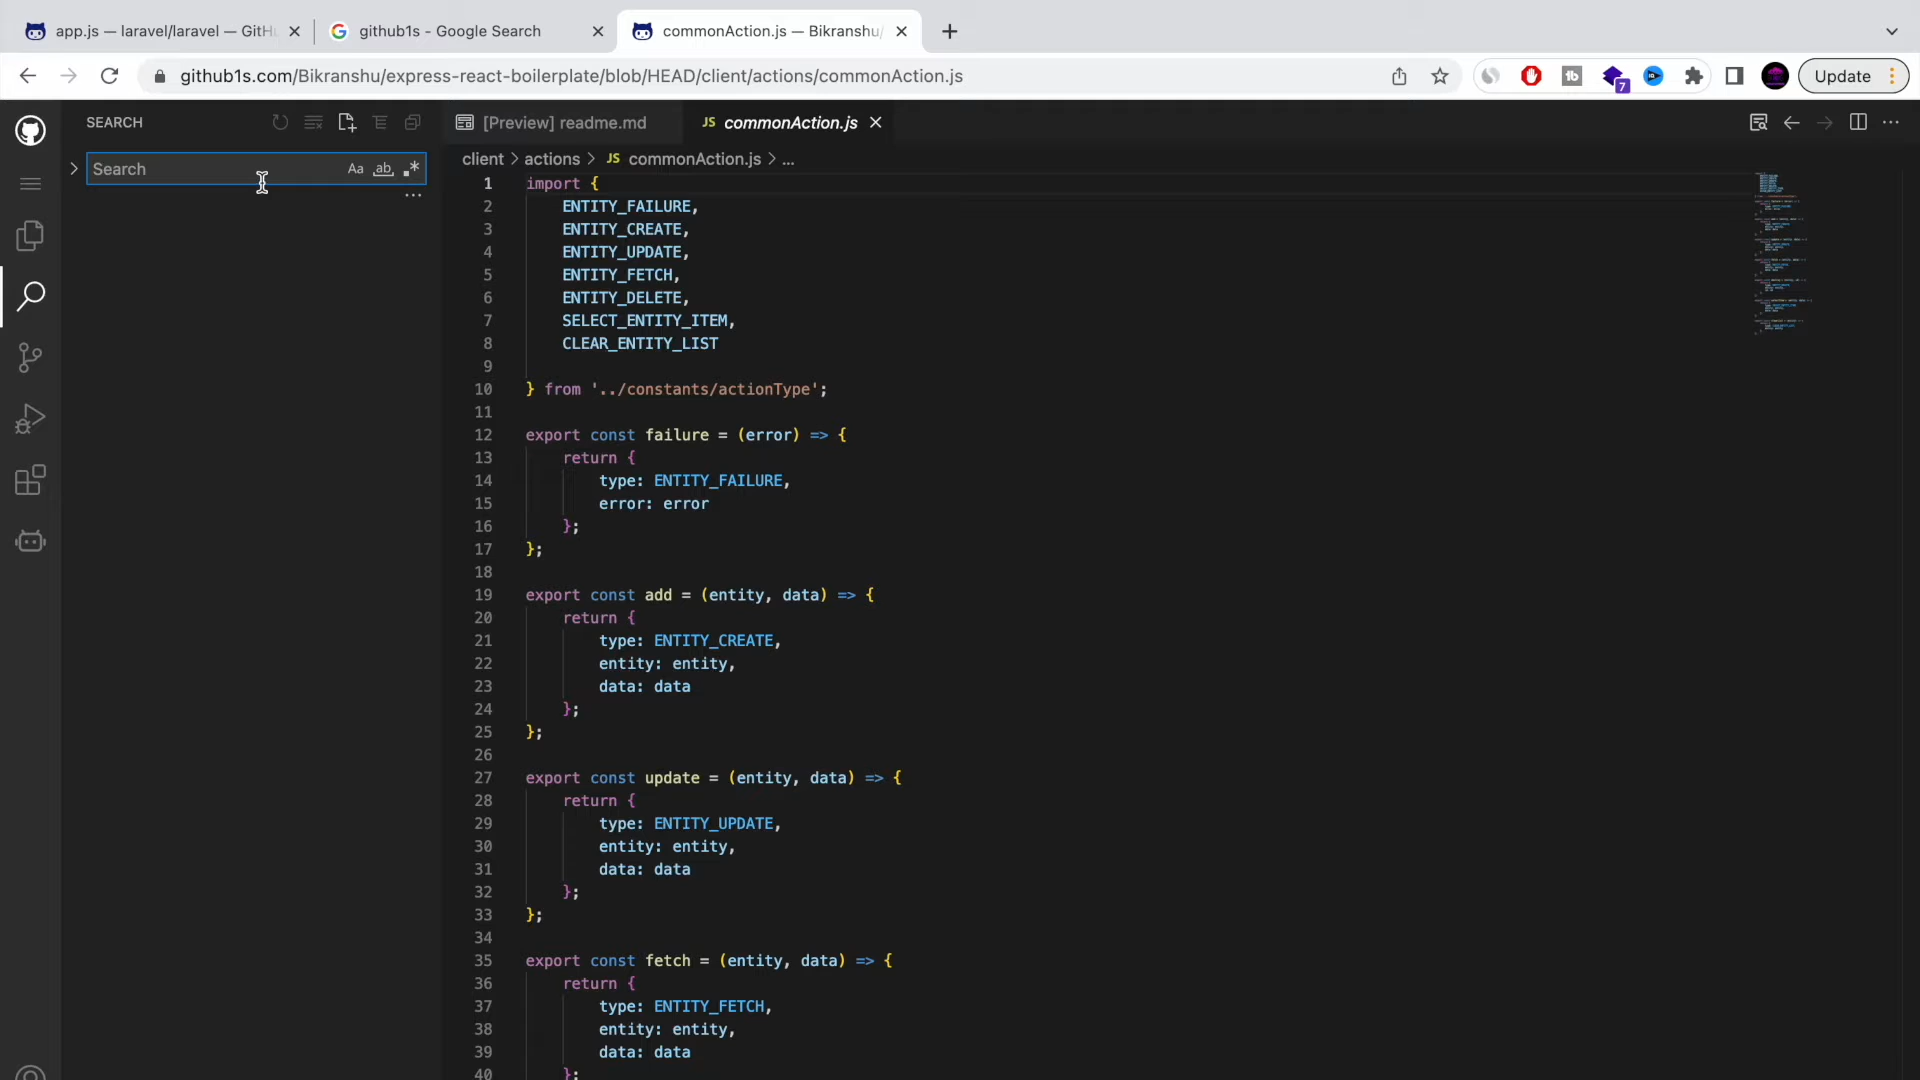 app.js — laravel/laravel — GitH
github1s - Google Search
commonAction.js — Bikranshu/
github1s.com/Bikranshu/express-react-boilerplate/blob/HEAD/client/actions/commonAction.js
7
Update
SEARCH
[Preview] readme.md
JS commonAction.js
Search
Aa ab
client > actions > JS commonAction.js > ...
1 import {
2 ENTITY_FAILURE,
3 ENTITY_CREATE,
4 ENTITY_UPDATE,
5 ENTITY_FETCH,
6 ENTITY_DELETE,
7 SELECT_ENTITY_ITEM,
8 CLEAR_ENTITY_LIST
9
10 } from '../constants/actionType';
11
12 export const failure = (error) => {
13 return {
14 type: ENTITY_FAILURE,
15 error: error
16 };
17 };
18
19 export const add = (entity, data) => {
20 return {
21 type: ENTITY_CREATE,
22 entity: entity,
23 data: data
24 };
25 };
26
27 export const update = (entity, data) => {
28 return {
29 type: ENTITY_UPDATE,
30 entity: entity,
31 data: data
32 };
33 };
34
35 export const fetch = (entity, data) => {
36 return {
37 type: ENTITY_FETCH,
38 entity: entity,
39 data: data
40 };